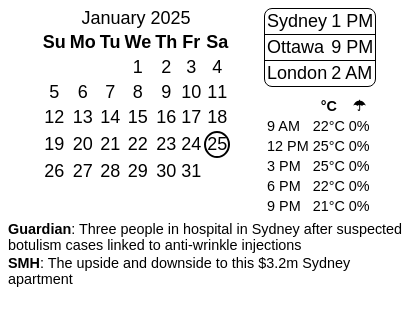 January 2025
Su Mo Tu We Th Fr Sa
1 2 3 4
5 6 7 8 9 10 11
12 13 14 15 16 17 18
19 20 21 22 23 24 25
26 27 28 29 30 31
Sydney 1 PM
Ottawa 9 PM
London 2 AM
°C ☂
9 AM 22°C 0%
12 PM 25°C 0%
3 PM 25°C 0%
6 PM 22°C 0%
9 PM 21°C 0%
Guardian: Three people in hospital in Sydney after suspected
botulism cases linked to anti-wrinkle injections
SMH: The upside and downside to this $3.2m Sydney
apartment